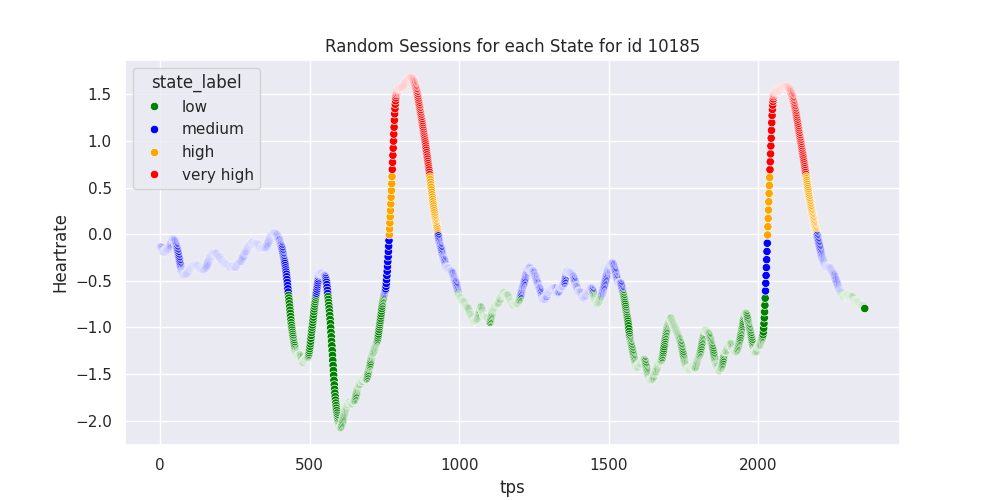 Random Sessions for each State for id 10185
state_label
low
medium
high
very high
Heartrate
1.5
1.0
0.5
0.0
−0.5
−1.0
−1.5
−2.0
0 500 1000 1500 2000
tps